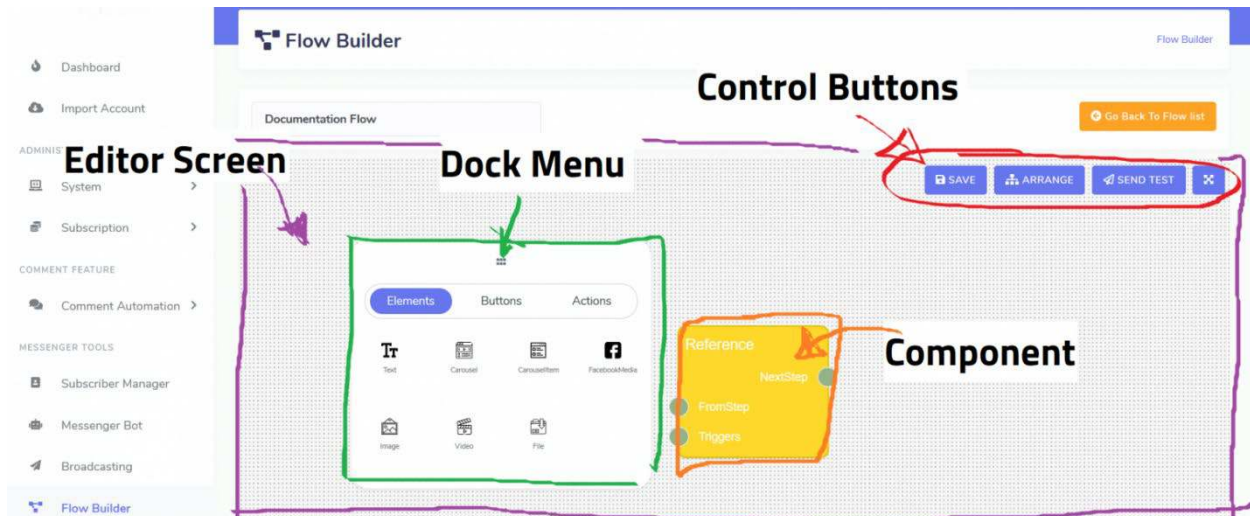 Flow Builder
Flow Builder
Dashboard
Import Account
Control Buttons
Documentation Flow
Go Back To Flow list
ADMINIS
Editor Screen
Dock Menu
System
SAVE
ARRANGE
SEND TEST
Subscription
COMMENT FEATURE
Elements
Buttons
Actions
Comment Automation
MESSENGER TOOLS
Reference
Component
TT
Text
Carousel
CarouselItem
FacebookMedia
NextStep
Subscriber Manager
FromStep
Messenger Bot
Triggers
Image
Video
File
Broadcasting
Flow Builder